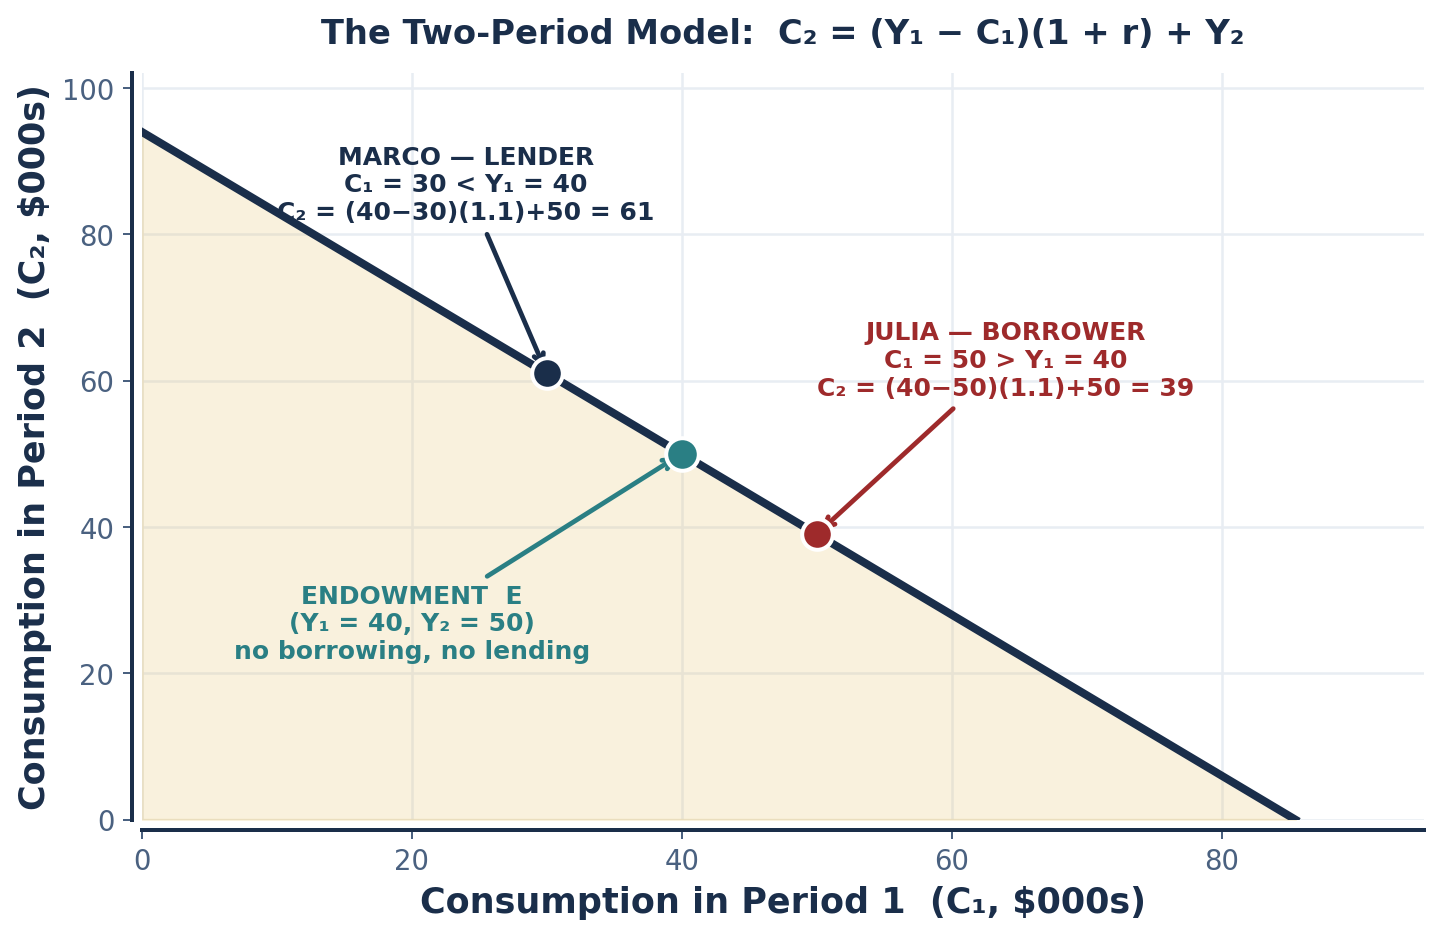 The Two-Period Model:  C₂ = (Y₁ − C₁)(1 + r) + Y₂
Consumption in Period 2  (C₂, $000s)
100
80
60
40
20
0
MARCO — LENDER
C₁ = 30 < Y₁ = 40
C₂ = (40−30)(1.1)+50 = 61
JULIA — BORROWER
C₁ = 50 > Y₁ = 40
C₂ = (40−50)(1.1)+50 = 39
ENDOWMENT  E
(Y₁ = 40, Y₂ = 50)
no borrowing, no lending
0
20
40
60
80
Consumption in Period 1  (C₁, $000s)